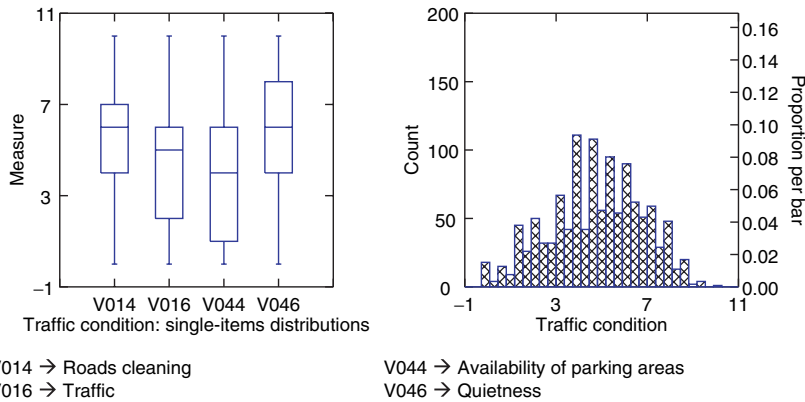 11
7
3
−1
Measure
V014 V016 V044 V046
Traffic condition: single-items distributions
200
150
100
50
0
Count
0.16
0.14
0.12
0.10
0.08
0.06
0.04
0.02
0.00
Proportion per bar
−1 3 7 11
Traffic condition
V014 → Roads cleaning
V016 → Traffic
V044 → Availability of parking areas
V046 → Quietness